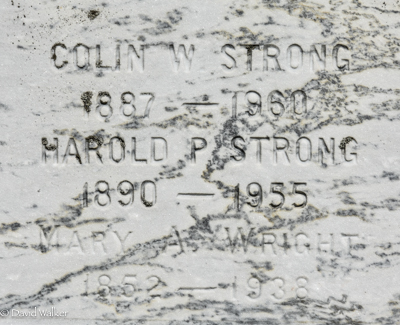 COLIN W STRONG
1887 — 1960
HAROLD P STRONG
1890 — 1955
MARY A. WRIGHT
1852 — 1938
© David Walker